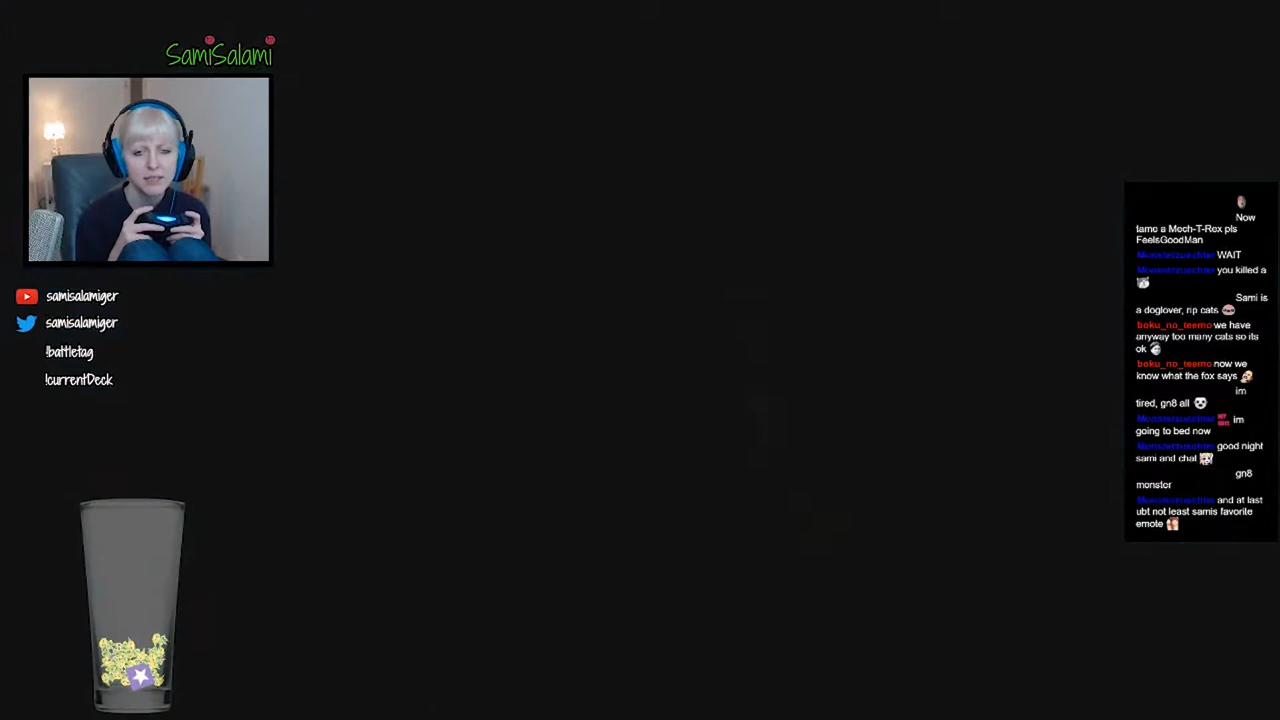 SamiSalami
samisalamiger
samisalamiger
!battletag
!currentDeck
Now
tame a Mech-T-Rex pls
FeelsGoodMan
WAIT
you killed a
Sami is
a doglover, rip cats
boku_no_teemo we have
anyway too many cats so its
ok
boku_no_teemo now we
know what the fox says
im
tired, gn8 all
im
going to bed now
good night
sami and chat
gn8
monster
and at last
ubt not least samis favorite
emote